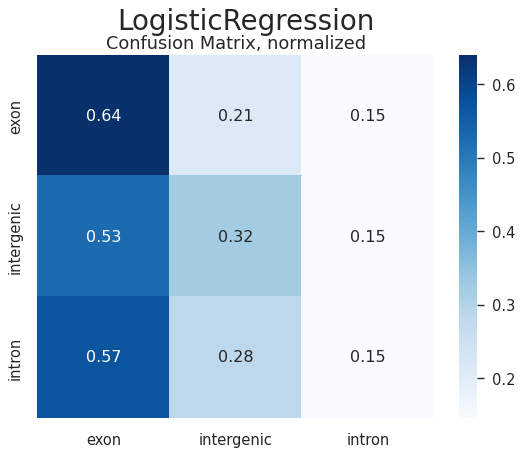 LogisticRegression
Confusion Matrix, normalized
exon 0.64 0.21 0.15
intergenic 0.53 0.32 0.15
intron 0.57 0.28 0.15
exon intergenic intron
0.6
0.5
0.4
0.3
0.2